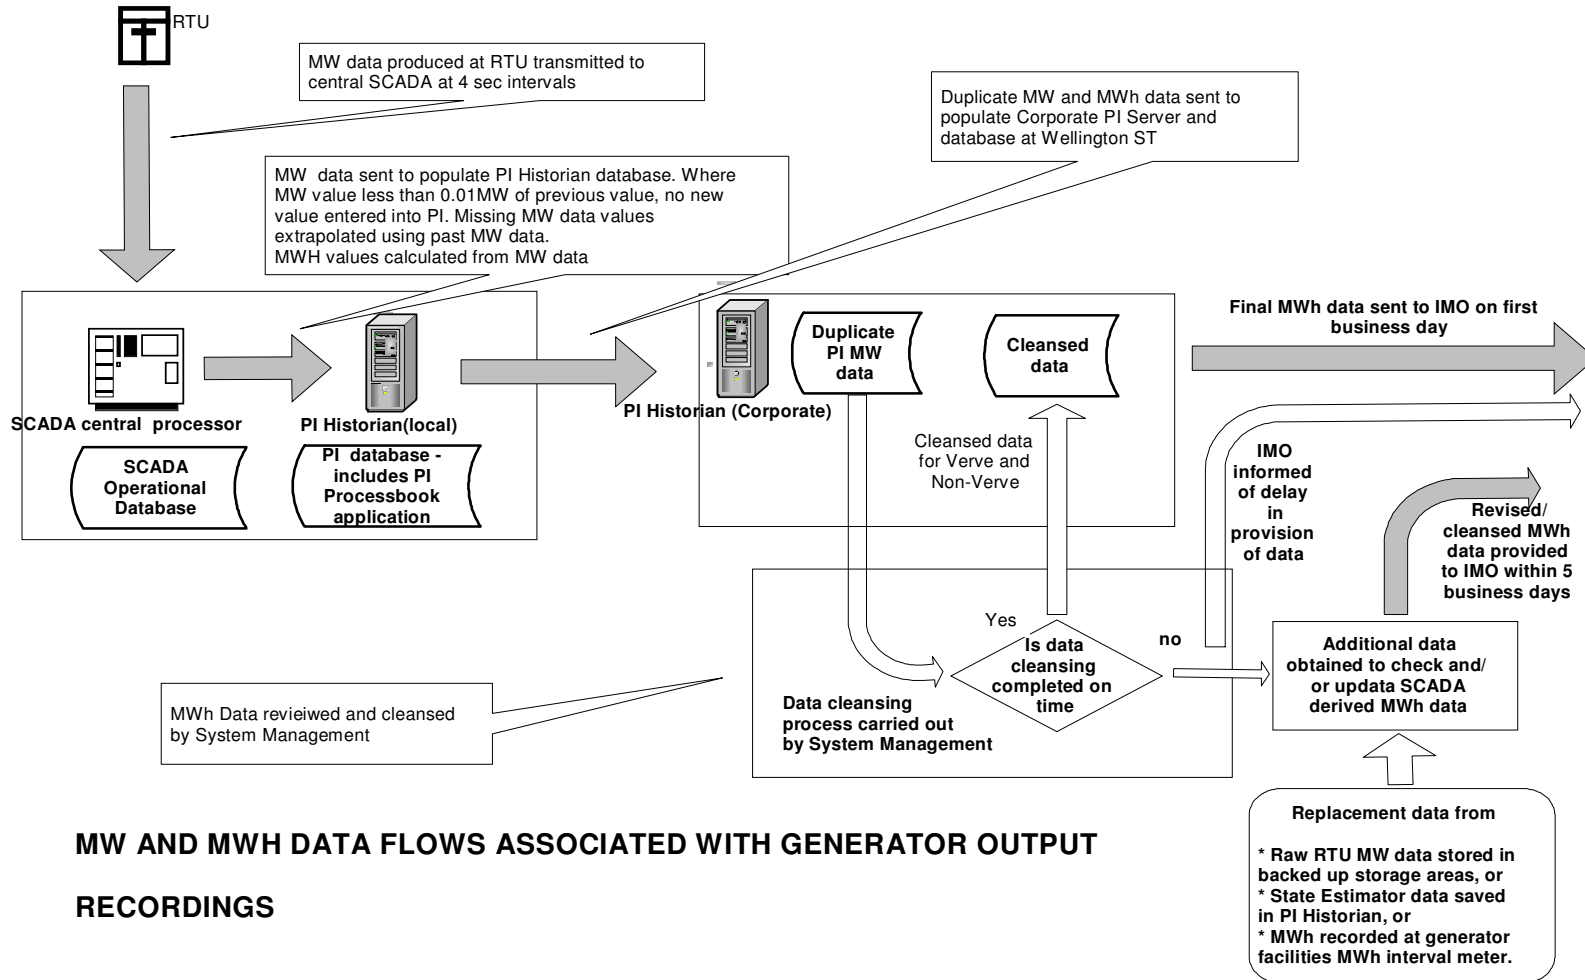 RTU
MW data produced at RTU transmitted to
central SCADA at 4 sec intervals
Duplicate MW and MWh data sent to
populate Corporate PI Server and
database at Wellington ST
MW data sent to populate PI Historian database. Where
MW value less than 0.01MW of previous value, no new
value entered into PI. Missing MW data values
extrapolated using past MW data.
MWH values calculated from MW data
SCADA central processor
PI Historian(local)
SCADA
Operational
Database
PI database -
includes PI
Processbook
application
PI Historian (Corporate)
Duplicate
PI MW
data
Cleansed
data
Cleansed data
for Verve and
Non-Verve
Final MWh data sent to IMO on first
business day
IMO
informed
of delay
in
provision
of data
Revised/
cleansed MWh
data provided
to IMO within 5
business days
Yes
no
Is data
cleansing
completed on
time
Data cleansing
process carried out
by System Management
Additional data
obtained to check and/
or updata SCADA
derived MWh data
MWh Data revieiwed and cleansed
by System Management
Replacement data from
* Raw RTU MW data stored in
backed up storage areas, or
* State Estimator data saved
in PI Historian, or
* MWh recorded at generator
facilities MWh interval meter.
MW AND MWH DATA FLOWS ASSOCIATED WITH GENERATOR OUTPUT
RECORDINGS